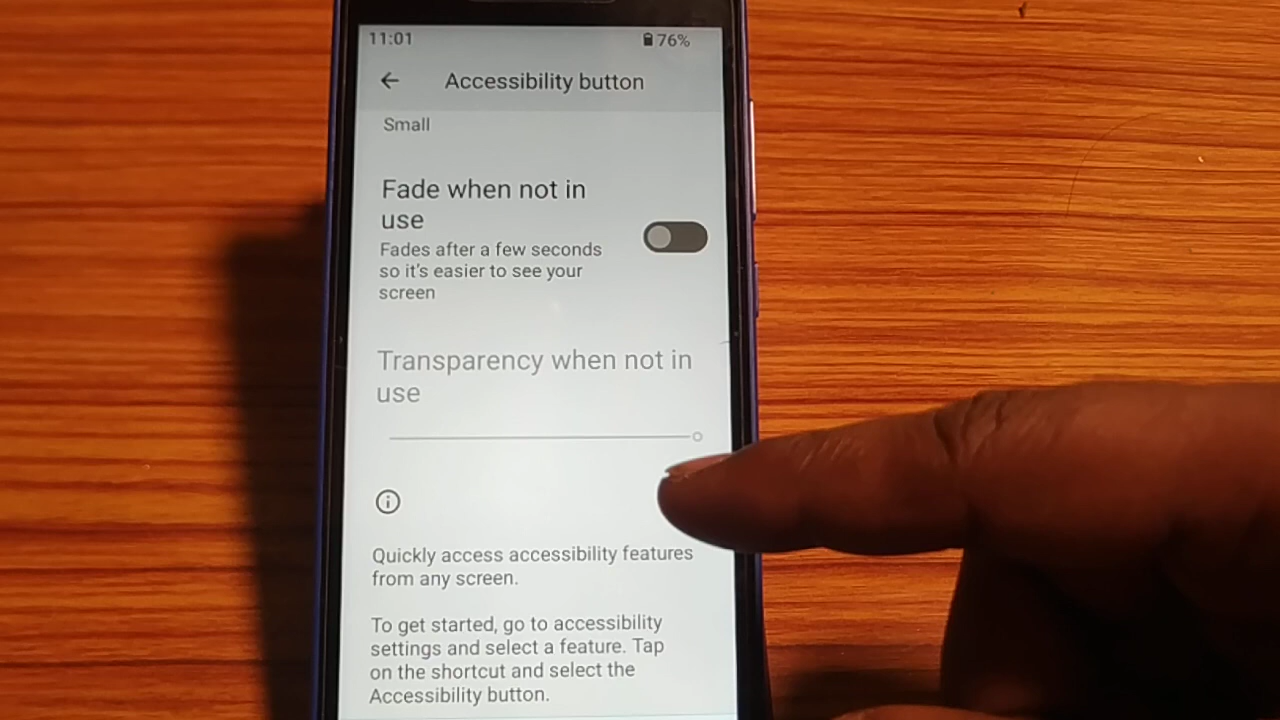 11:01 76%
Accessibility button
Small
Fade when not in
use
Fades after a few seconds
so it's easier to see your
screen
Transparency when not in
use
Quickly access accessibility features
from any screen.
To get started, go to accessibility
settings and select a feature. Tap
on the shortcut and select the
Accessibility button.